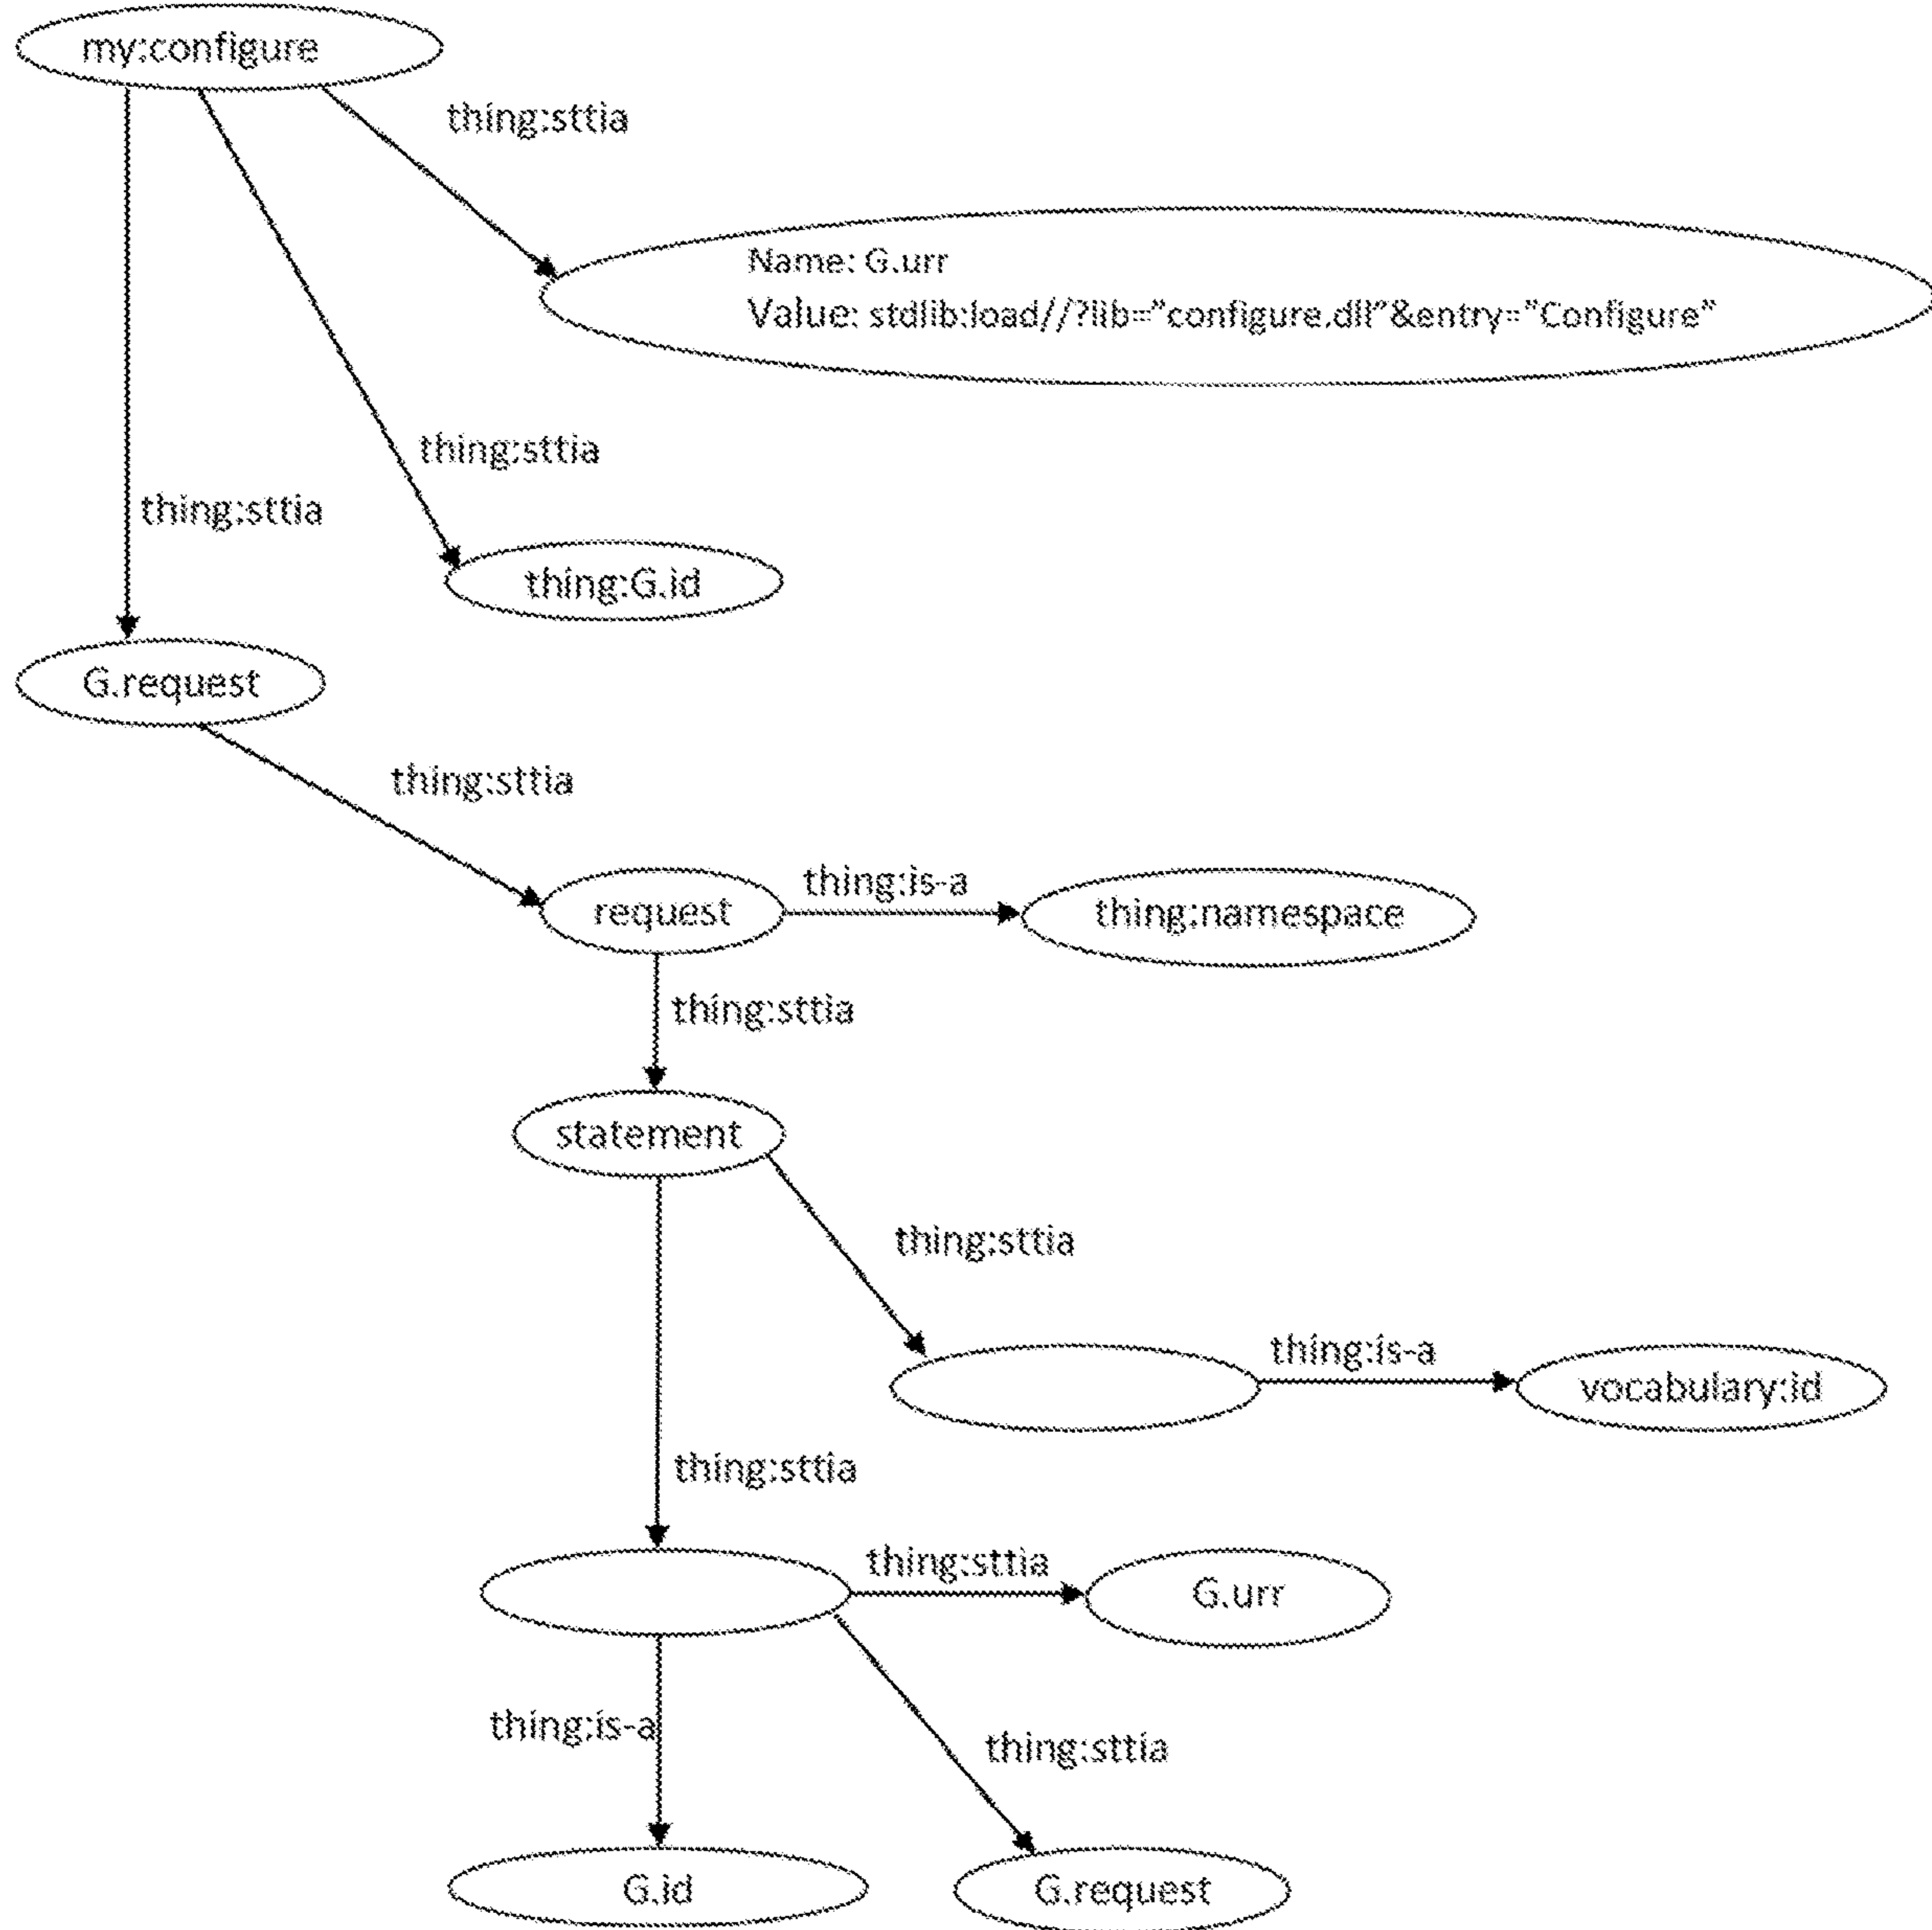 my:configure
thing:sttia
Name: G.urr
Value: stdlib:load//?lib="configure.dll"&entry="Configure"
thing:sttia
thing:sttia
thing:G.id
G.request
thing:sttia
thing:is-a
request
thing:namespace
thing:sttia
statement
thing:sttia
thing:is-a
vocabulary:id
thing:sttia
thing:sttia
G.urr
thing:is-a
thing:sttia
G.id
G.request